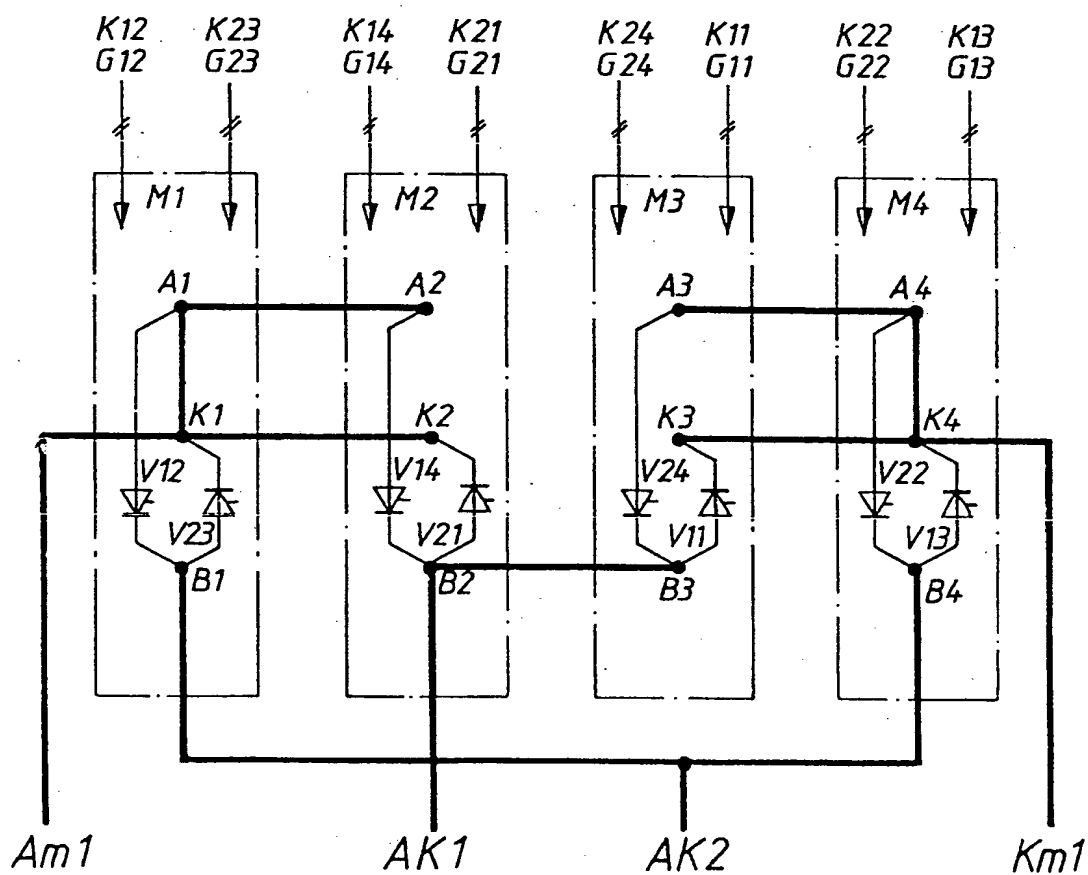 K12 K23 K14 K21 K24 K11 K22 K13
G12 G23 G14 G21 G24 G11 G22 G13
M1 M2 M3 M4
A1 A2 A3 A4
K1 K2 K3 K4
V12 V14 V24 V22
V23 V21 V11 V13
B1 B2 B3 B4
Am1 AK1 AK2 Km1